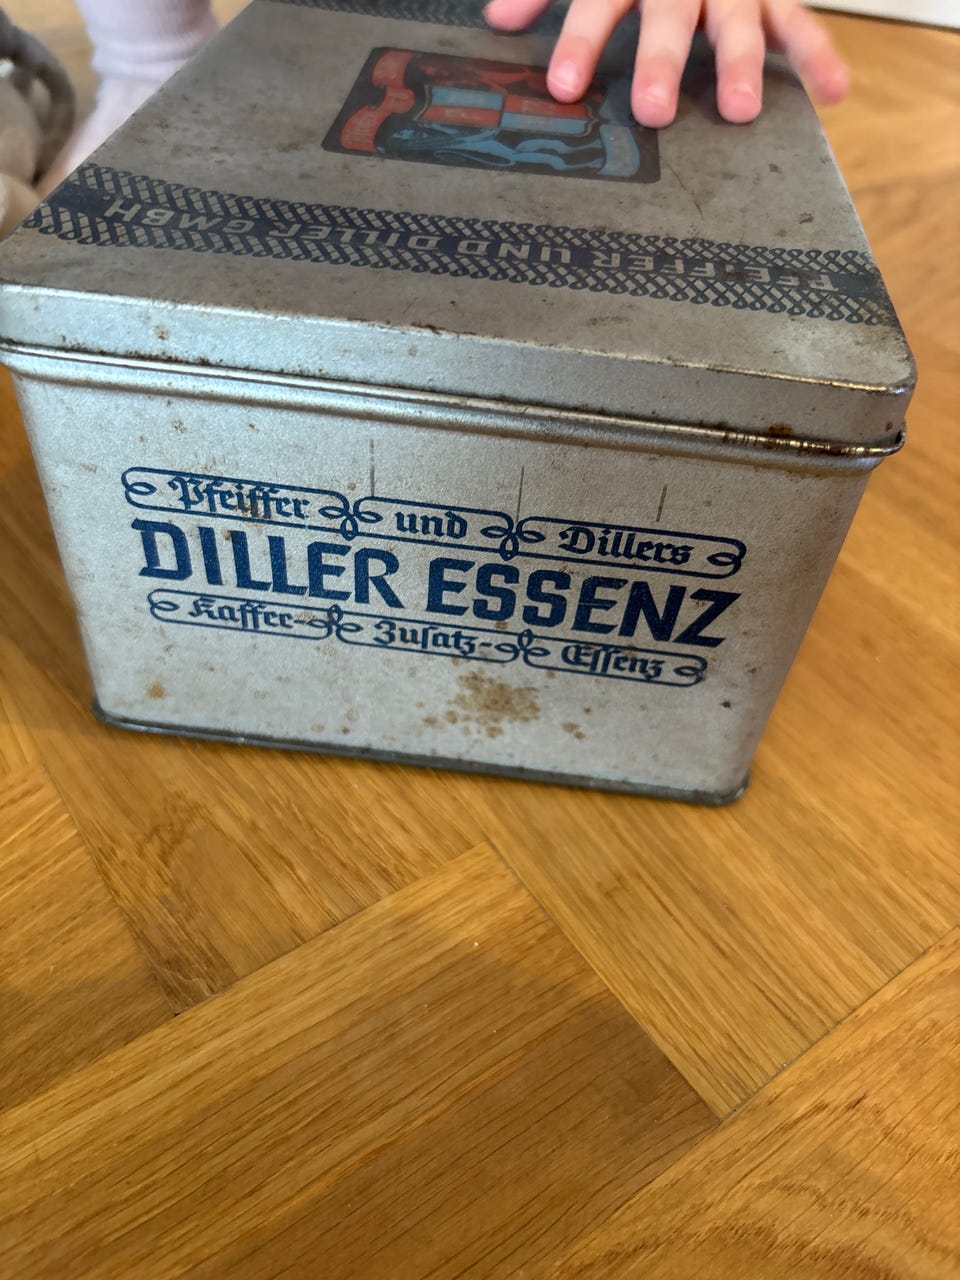 PFEIFFER UND DILLER GMBH.
Pfeiffer und Dillers
DILLER ESSENZ
Kaffee-Zusatz-Essenz